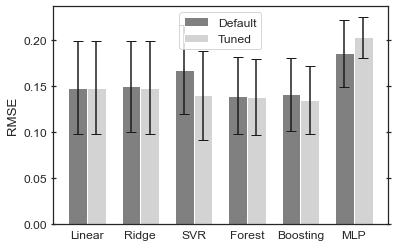 Default
Tuned
RMSE
0.20
0.15
0.10
0.05
0.00
Linear Ridge SVR Forest Boosting MLP